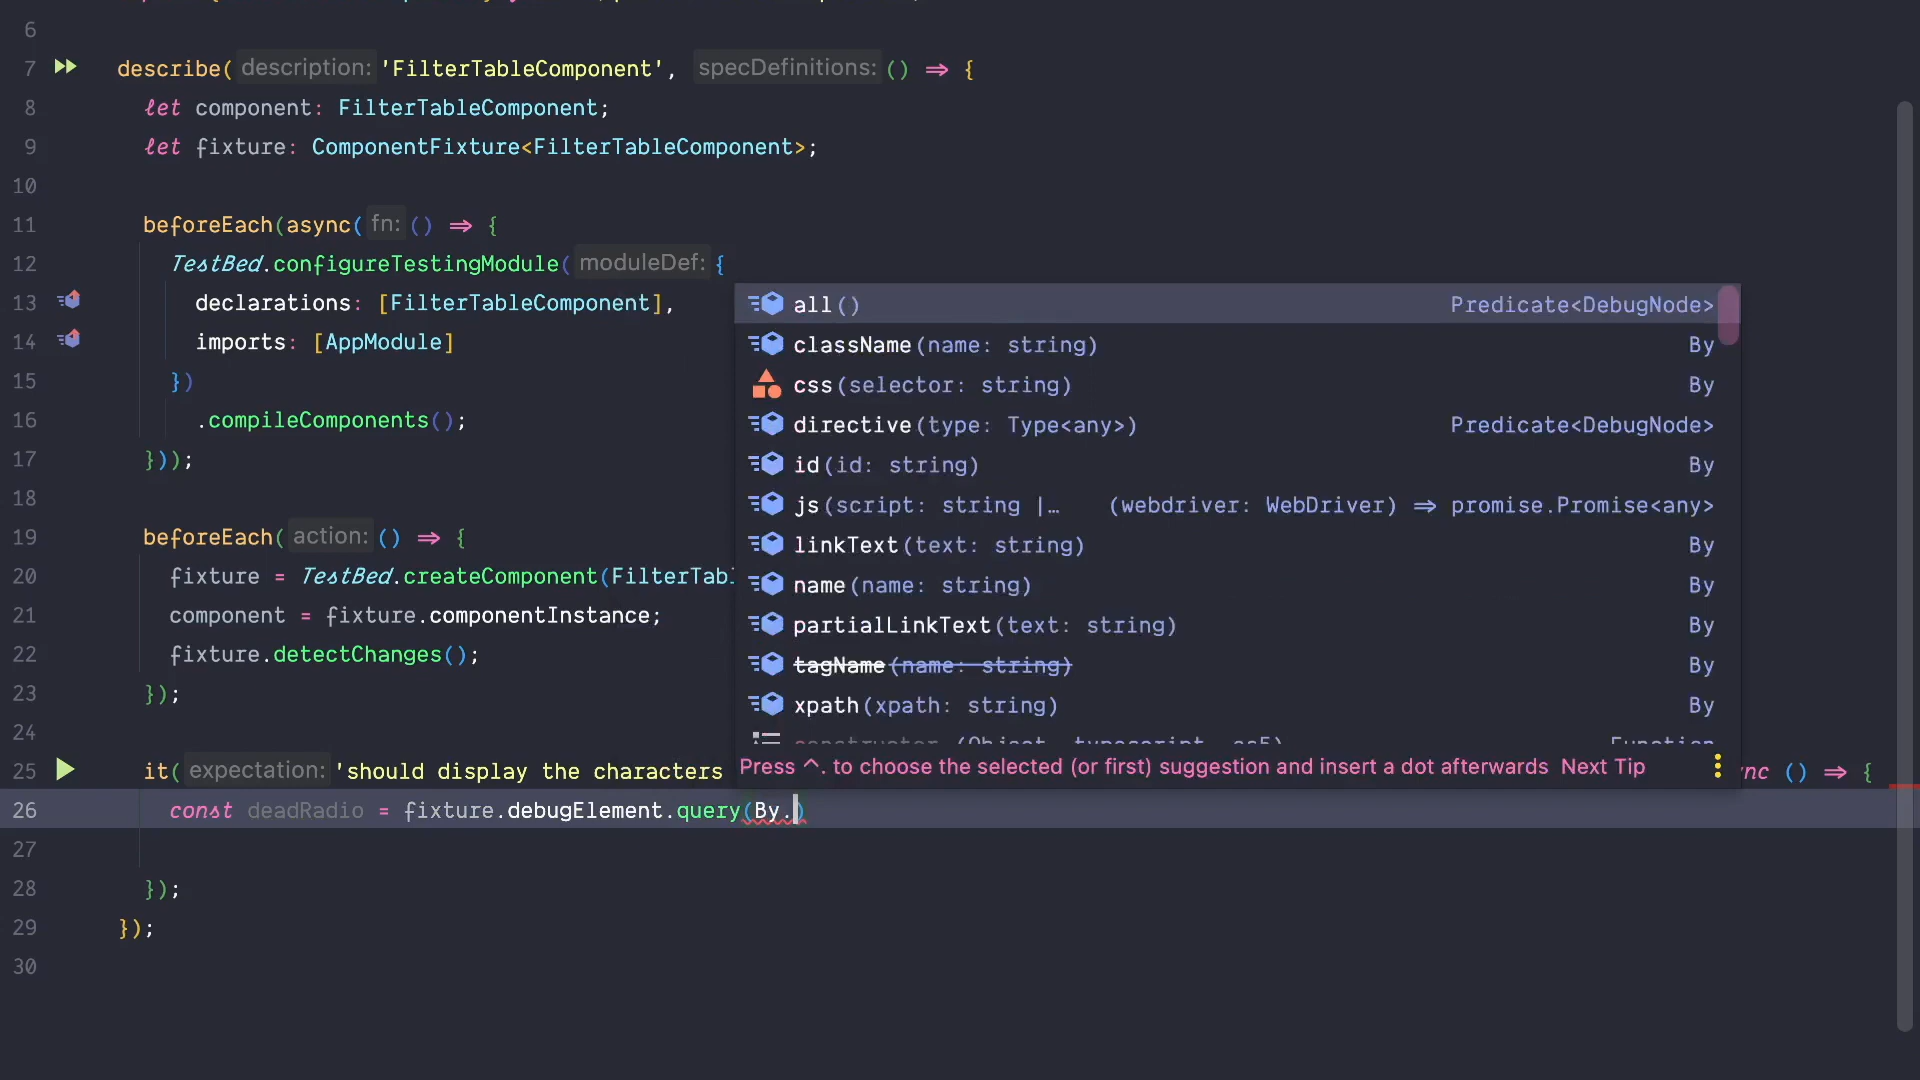 6
7 describe( description: 'FilterTableComponent', specDefinitions: () => {
8 let component: FilterTableComponent;
9 let fixture: ComponentFixture<FilterTableComponent>;
10
11 beforeEach(async( fn: () => {
12 TestBed.configureTestingModule( moduleDef: {
13 declarations: [FilterTableComponent],
14 imports: [AppModule]
15 })
16 .compileComponents();
17 }));
18
19 beforeEach( action: () => {
20 fixture = TestBed.createComponent(FilterTabl
21 component = fixture.componentInstance;
22 fixture.detectChanges();
23 });
24
25 it( expectation: 'should display the characters nc () => {
26 const deadRadio = fixture.debugElement.query(By.)
27
28 });
29 });
30
all() Predicate<DebugNode>
className(name: string) By
css(selector: string) By
directive(type: Type<any>) Predicate<DebugNode>
id(id: string) By
js(script: string |… (webdriver: WebDriver) => promise.Promise<any>
linkText(text: string) By
name(name: string) By
partialLinkText(text: string) By
tagName(name: string) By
xpath(xpath: string) By
constructor (Object, typescript, es5) Function
Press ^. to choose the selected (or first) suggestion and insert a dot afterwards Next Tip